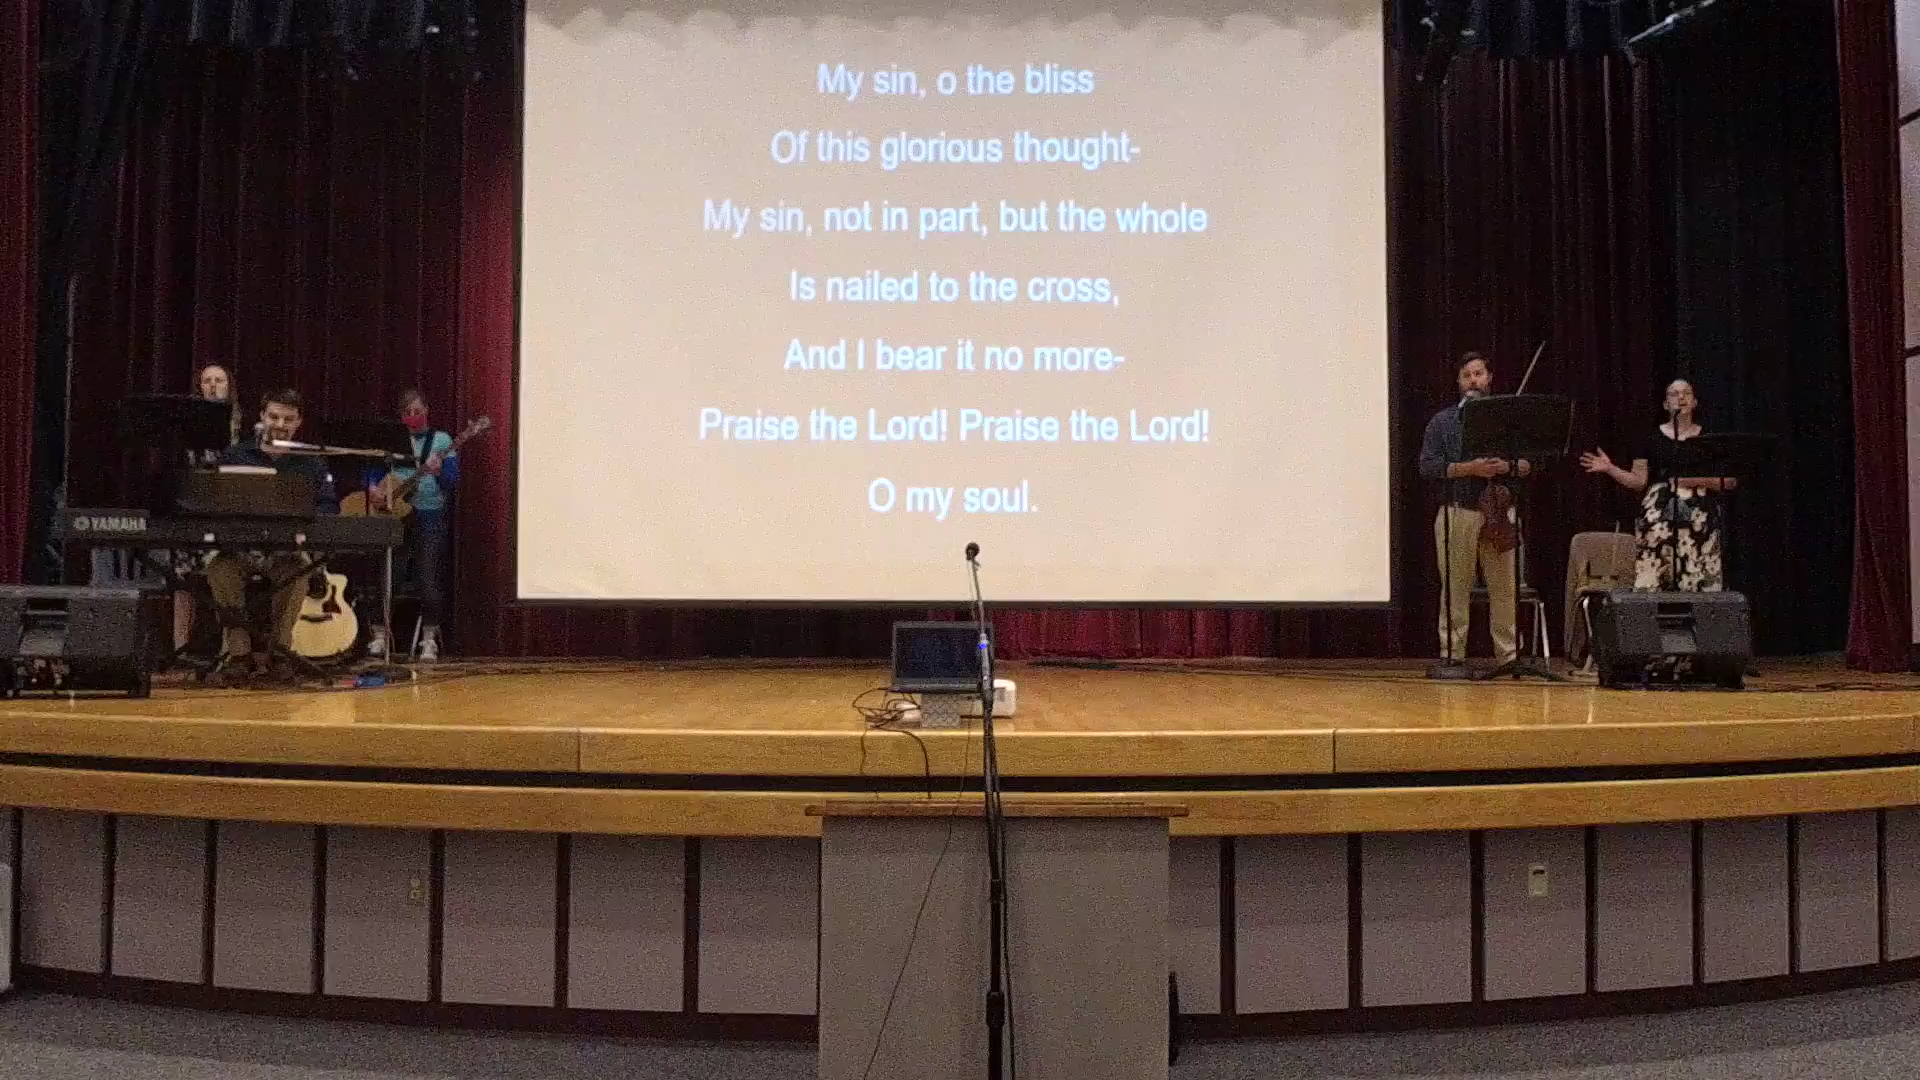 My sin, o the bliss
Of this glorious thought-
My sin, not in part, but the whole
Is nailed to the cross,
And I bear it no more-
Praise the Lord! Praise the Lord!
O my soul.
YAMAHA